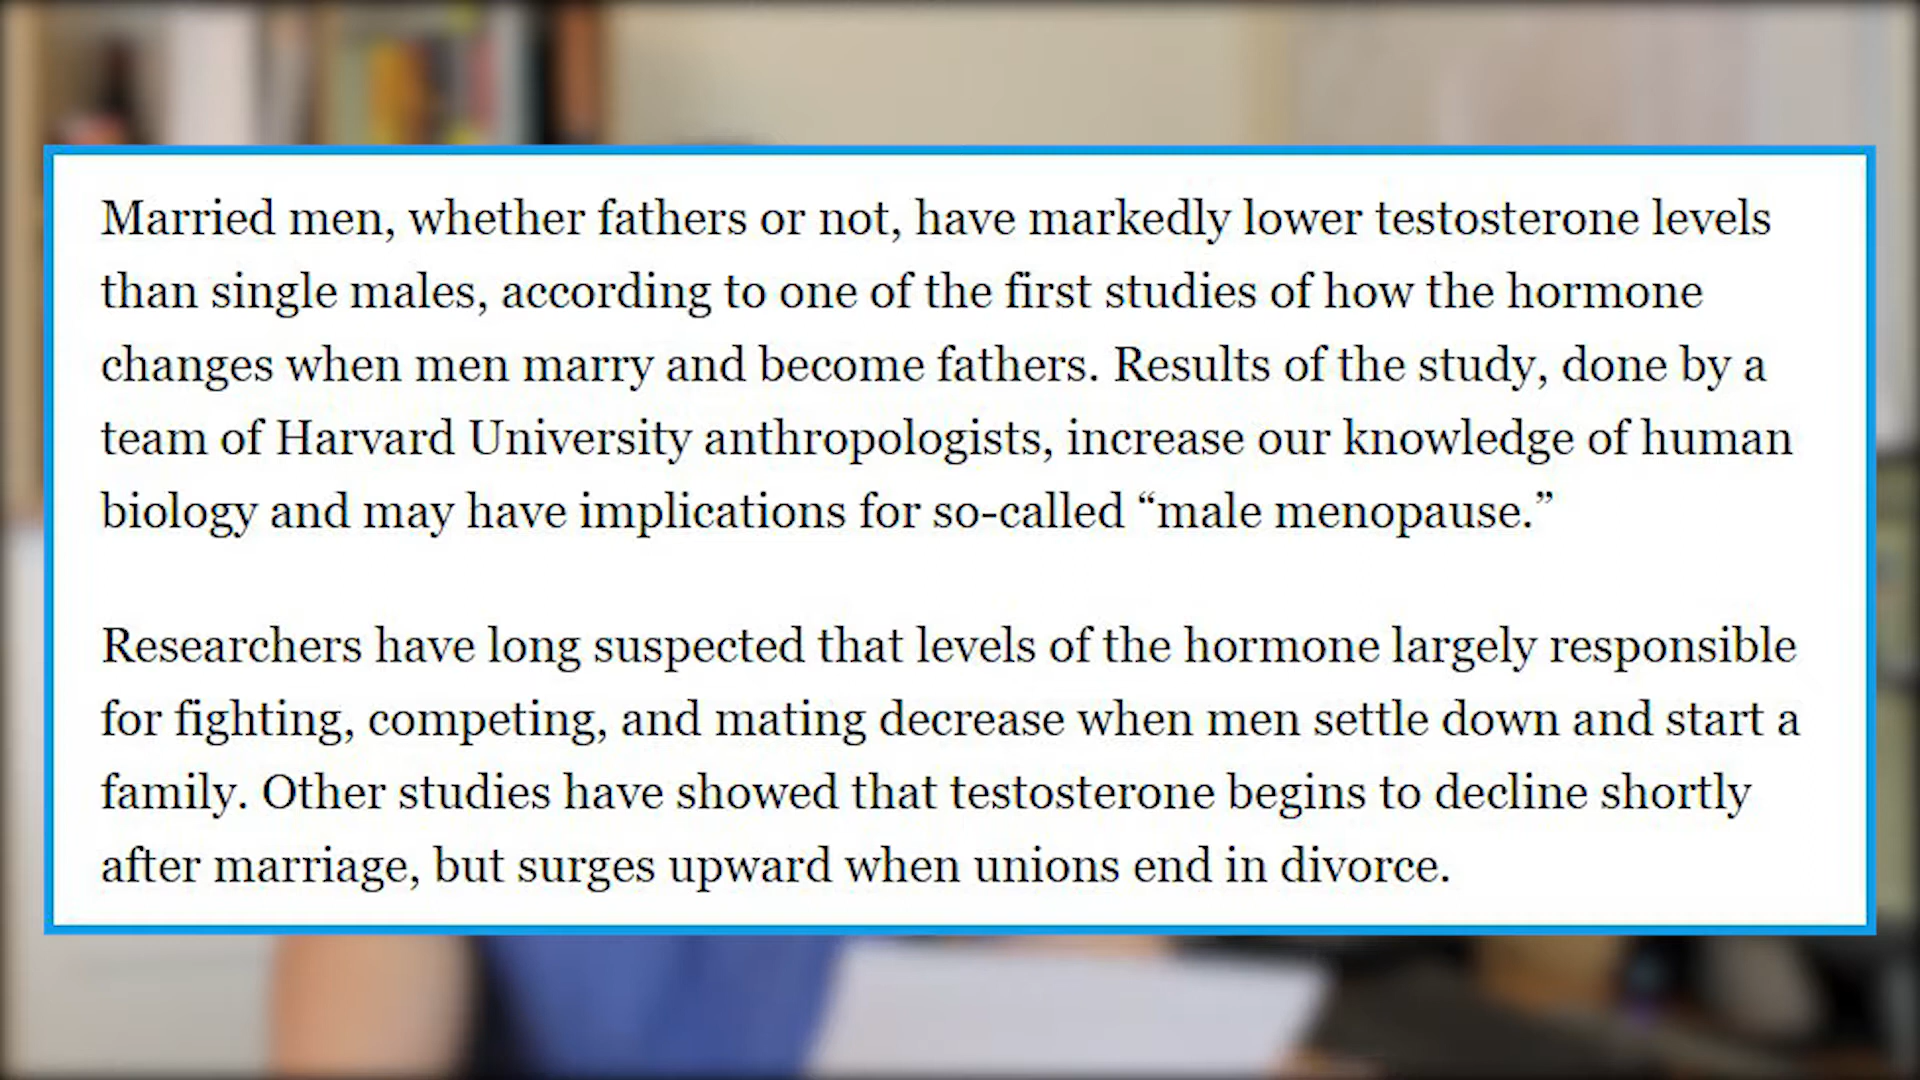 Married men, whether fathers or not, have markedly lower testosterone levels
than single males, according to one of the first studies of how the hormone
changes when men marry and become fathers. Results of the study, done by a
team of Harvard University anthropologists, increase our knowledge of human
biology and may have implications for so-called “male menopause.”
Researchers have long suspected that levels of the hormone largely responsible
for fighting, competing, and mating decrease when men settle down and start a
family. Other studies have showed that testosterone begins to decline shortly
after marriage, but surges upward when unions end in divorce.